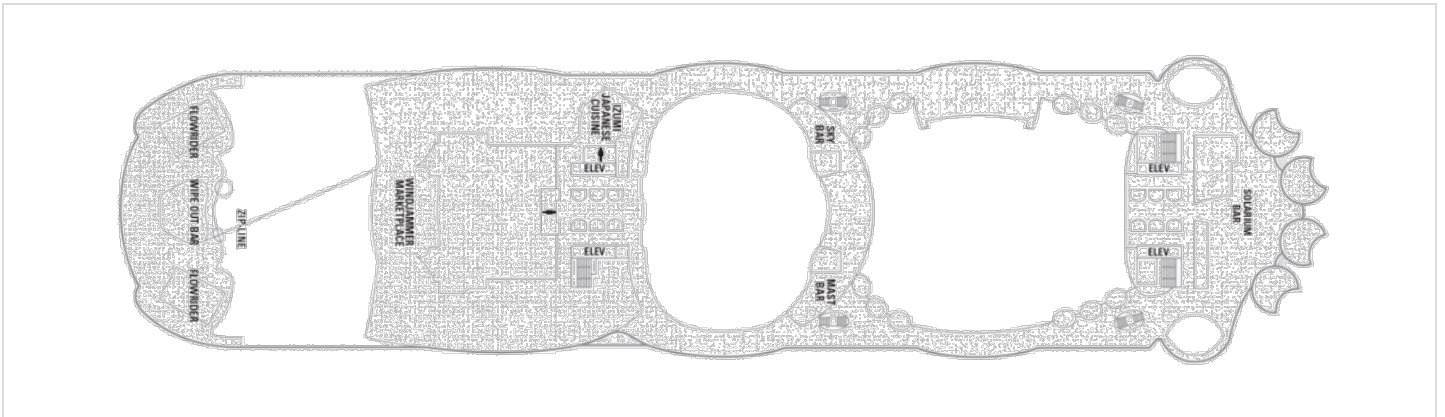 FLOWRIDER
WIPE OUT BAR
FLOWRIDER
ZIP LINE
WINDJAMMER
MARKETPLACE
IZUMI
JAPANESE
CUISINE
ELEV
ELEV
SKY
BAR
MAST
BAR
ELEV
ELEV
SOLARIUM
BAR